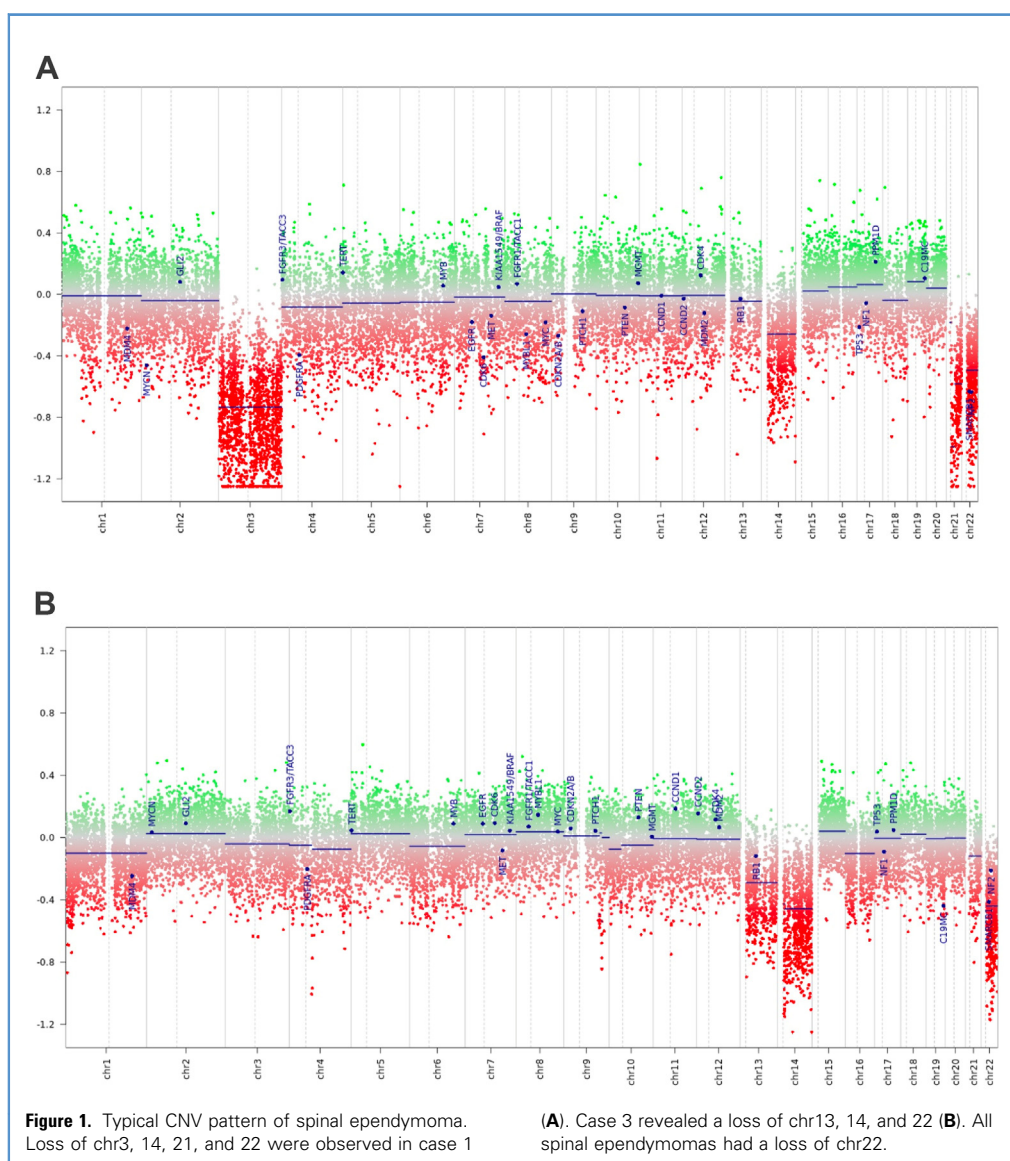 A
1.2
0.8
0.4
0.0
-0.4
-0.8
-1.2
MYCN
GLI2
FGFR3/TACC3
PDGFRA
TERT
MYB
EGFR
MET
KIAA1549/BRAF
FGFR1/TACC1
MYBL1
MYC
CDKN2A/B
PTCH1
PTEN
MGMT
CCND1
CCND2
CDK4
MDM2
RB1
TP53
NF1
PPM1D
C19MC
chr1
chr2
chr3
chr4
chr5
chr6
chr7
chr8
chr9
chr10
chr11
chr12
chr13
chr14
chr15
chr16
chr17
chr18
chr19
chr20
chr21
chr22
B
1.2
0.8
0.4
0.0
-0.4
-0.8
-1.2
MYCN
GLI2
FGFR3/TACC3
PDGFRA
TERT
MYB
EGFR
CDK6
MET
KIAA1549/BRAF
FGFR1/TACC1
MYBL1
MYC
CDKN2A/B
PTCH1
PTEN
MGMT
CCND1
CCND2
CDK4
RB1
TP53
NF1
PPM1D
C19MC
NF2
chr1
chr2
chr3
chr4
chr5
chr6
chr7
chr8
chr9
chr10
chr11
chr12
chr13
chr14
chr15
chr16
chr17
chr18
chr19
chr20
chr21
chr22
Figure 1. Typical CNV pattern of spinal ependymoma.
Loss of chr3, 14, 21, and 22 were observed in case 1
(A). Case 3 revealed a loss of chr13, 14, and 22 (B). All
spinal ependymomas had a loss of chr22.